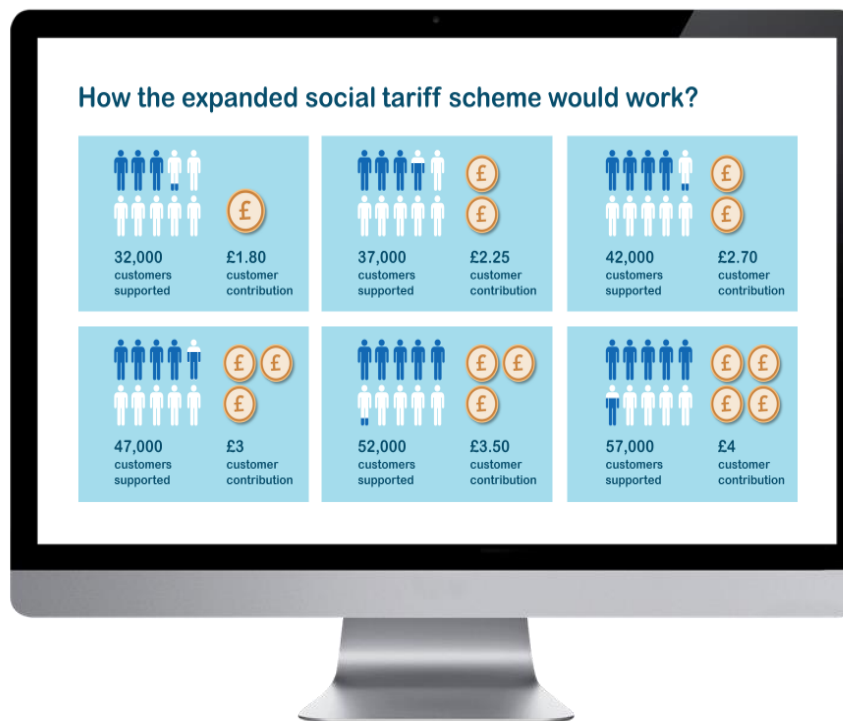 How the expanded social tariff scheme would work?
£
32,000
customers
supported
£1.80
customer
contribution
£
£
37,000
customers
supported
£2.25
customer
contribution
£
£
42,000
customers
supported
£2.70
customer
contribution
£ £
£
47,000
customers
supported
£3
customer
contribution
£ £
£
52,000
customers
supported
£3.50
customer
contribution
£ £
£ £
57,000
customers
supported
£4
customer
contribution